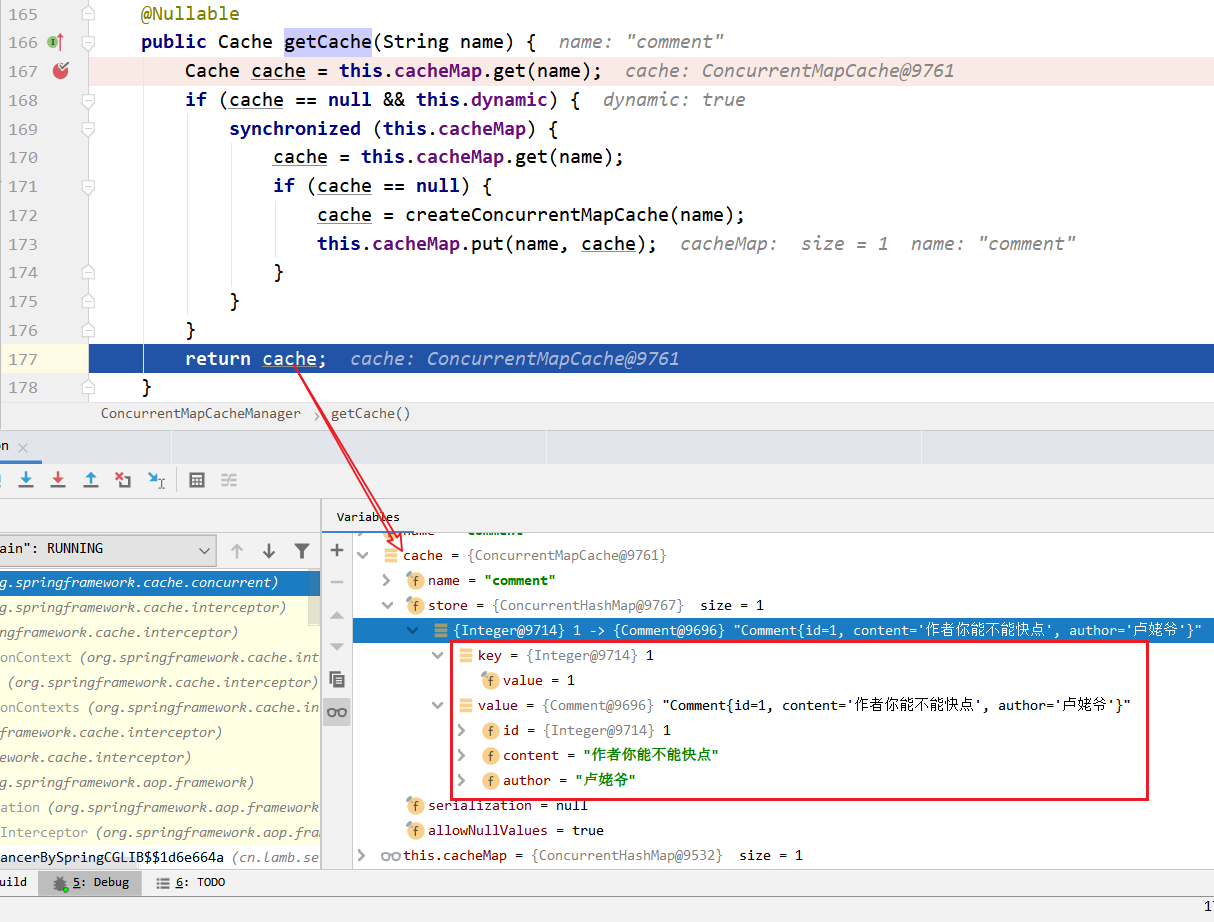 165 @Nullable
166 public Cache getCache(String name) { name: "comment"
167 Cache cache = this.cacheMap.get(name); cache: ConcurrentMapCache@9761
168 if (cache == null && this.dynamic) { dynamic: true
169 synchronized (this.cacheMap) {
170 cache = this.cacheMap.get(name);
171 if (cache == null) {
172 cache = createConcurrentMapCache(name);
173 this.cacheMap.put(name, cache); cacheMap: size = 1 name: "comment"
174 }
175 }
176 }
177 return cache; cache: ConcurrentMapCache@9761
178 }
ConcurrentMapCacheManager › getCache()
on
Variables
ain": RUNNING
g.springframework.cache.concurrent)
g.springframework.cache.interceptor)
ngframework.cache.interceptor)
onContext (org.springframework.cache.int
(org.springframework.cache.interceptor)
onContexts (org.springframework.cache.in
framework.cache.interceptor)
ework.cache.interceptor)
g.springframework.aop.framework)
ation (org.springframework.aop.framework
Interceptor (org.springframework.aop.fra
ancerBySpringCGLIB$$1d6e664a (cn.lamb.se
name "comment"
cache = {ConcurrentMapCache@9761}
name = "comment"
store = {ConcurrentHashMap@9767} size = 1
{Integer@9714} 1 -> {Comment@9696} "Comment{id=1, content='作者你能不能快点', author='卢姥爷'}"
key = {Integer@9714} 1
value = 1
value = {Comment@9696} "Comment{id=1, content='作者你能不能快点', author='卢姥爷'}"
id = {Integer@9714} 1
content = "作者你能不能快点"
author = "卢姥爷"
serialization = null
allowNullValues = true
this.cacheMap = {ConcurrentHashMap@9532} size = 1
uild 5: Debug 6: TODO